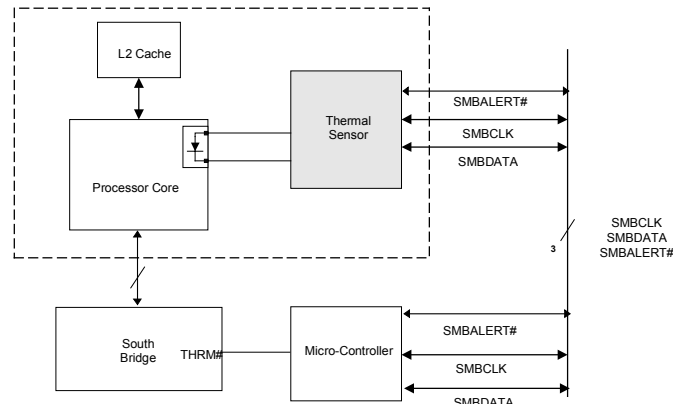 L2 Cache
Thermal
Sensor
SMBALERT#
SMBCLK
SMBDATA
Processor Core
3
SMBCLK
SMBDATA
SMBALERT#
South
Bridge
THRM#
Micro-Controller
SMBALERT#
SMBCLK
SMBDATA